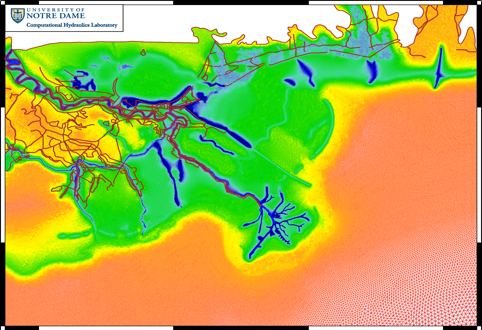 UNIVERSITY OF
NOTRE DAME
Computational Hydraulics Laboratory